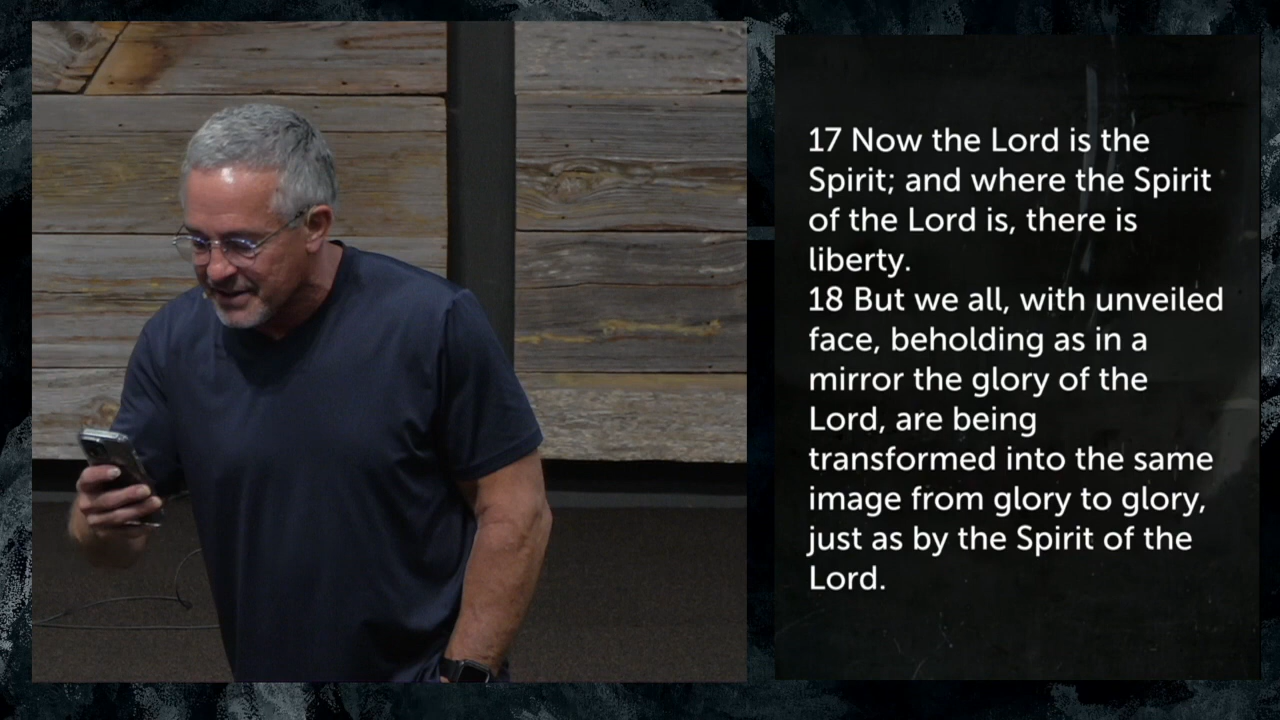 17 Now the Lord is the
Spirit; and where the Spirit
of the Lord is, there is
liberty.
18 But we all, with unveiled
face, beholding as in a
mirror the glory of the
Lord, are being
transformed into the same
image from glory to glory,
just as by the Spirit of the
Lord.